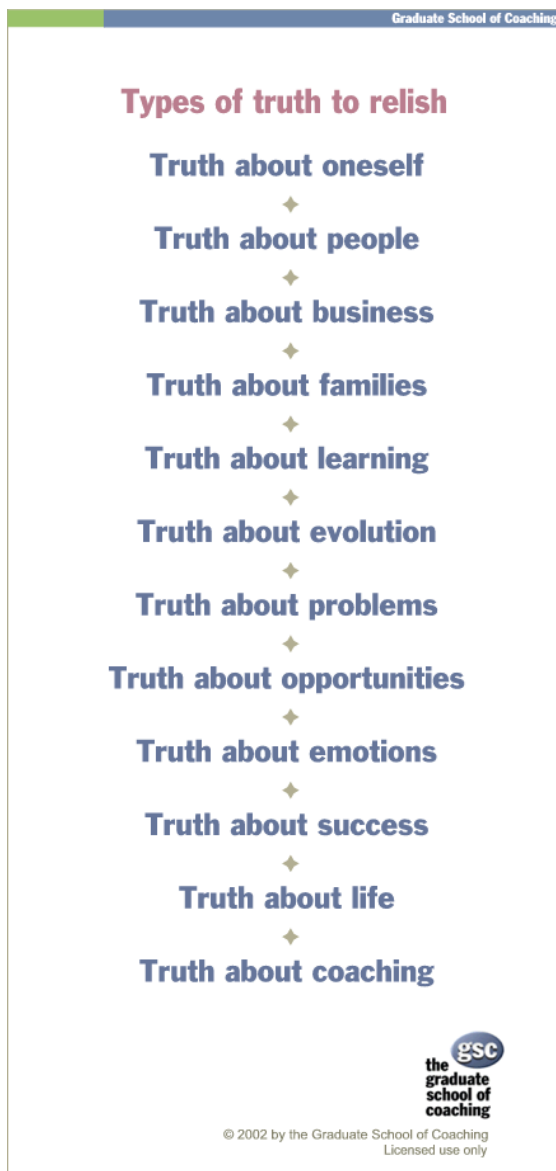 Graduate School of Coaching
Types of truth to relish
Truth about oneself
Truth about people
Truth about business
Truth about families
Truth about learning
Truth about evolution
Truth about problems
Truth about opportunities
Truth about emotions
Truth about success
Truth about life
Truth about coaching
gsc
the
graduate
school of
coaching
© 2002 by the Graduate School of Coaching
Licensed use only